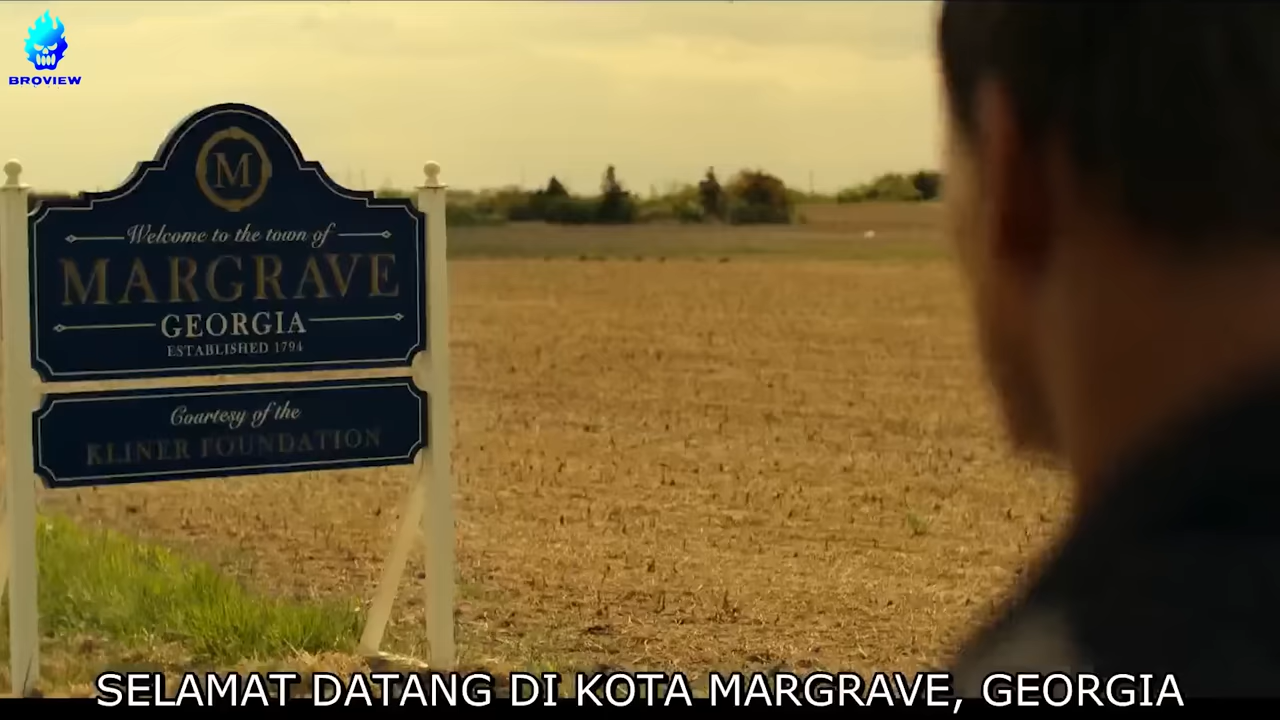 BROVIEW
M
Welcome to the town of
MARGRAVE
GEORGIA
ESTABLISHED 1794
Courtesy of the
KLINER FOUNDATION
SELAMAT DATANG DI KOTA MARGRAVE, GEORGIA